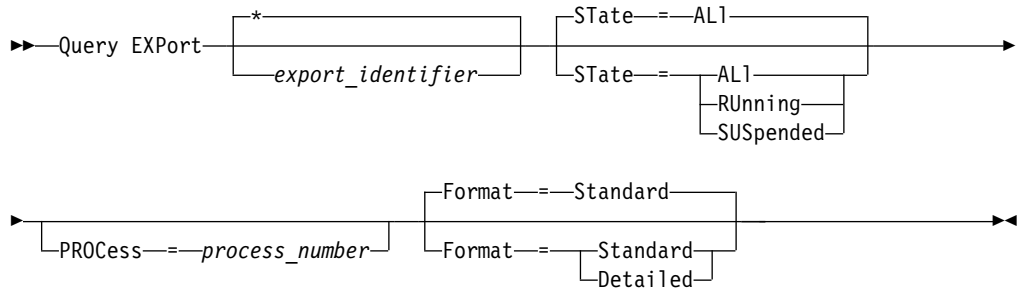 *
STate = ALl
Query EXPort
export_identifier
STate = ALl
RUnning
SUSpended
Format = Standard
PROCess = process_number
Format = Standard
Detailed